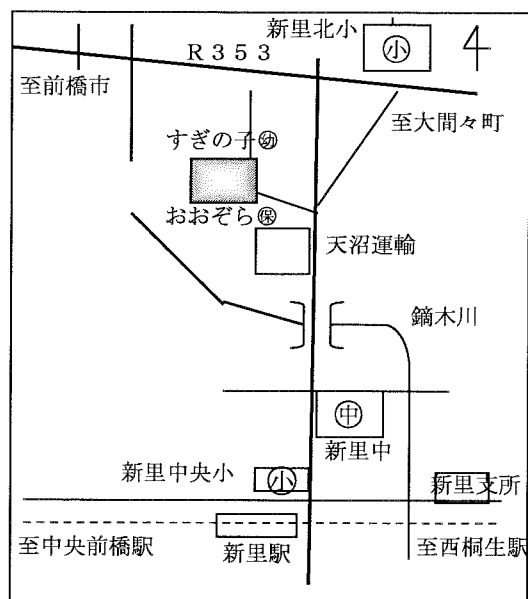 新里北小
小
4
R353
至前橋市
至大間々町
すぎの子㊙幼
おおぞら保
天沼運輸
鏑木川
中
新里中
新里中央小
小
新里支所
至中央前橋駅
新里駅
至西桐生駅